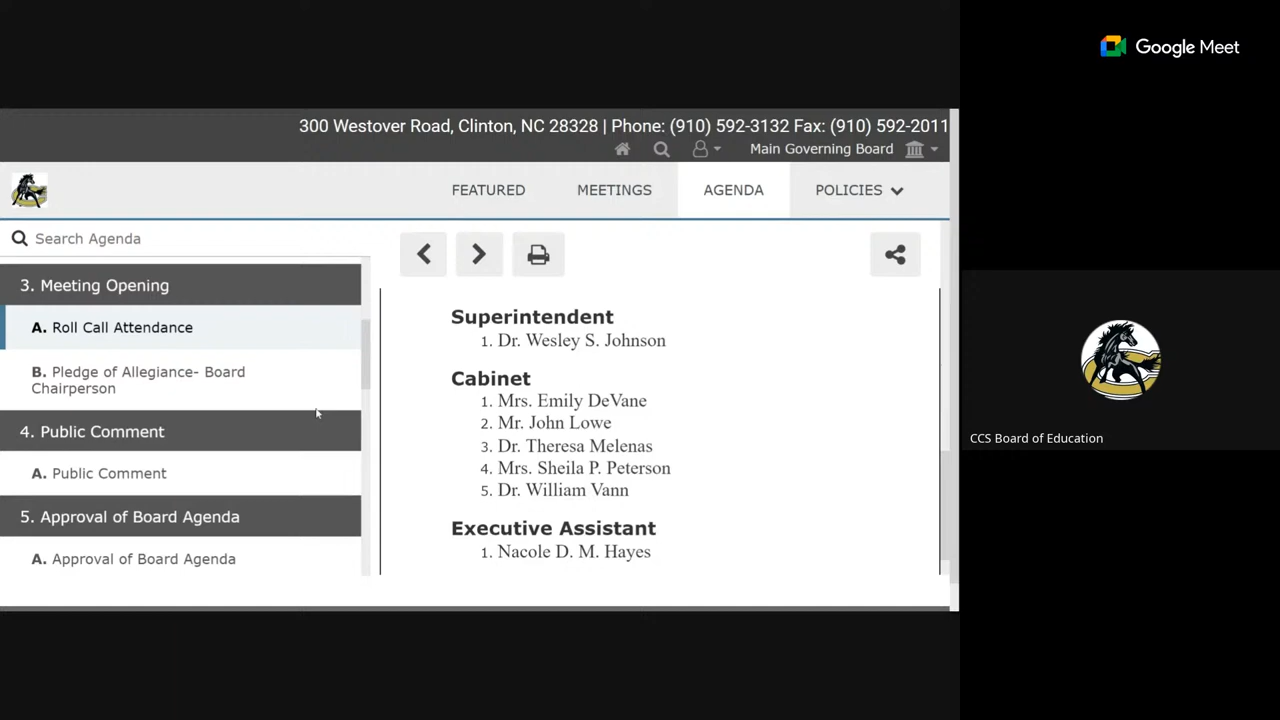 Google Meet
300 Westover Road, Clinton, NC 28328 | Phone: (910) 592-3132 Fax: (910) 592-2011
Main Governing Board
FEATURED
MEETINGS
AGENDA
POLICIES
Search Agenda
3. Meeting Opening
A. Roll Call Attendance
B. Pledge of Allegiance- Board
Chairperson
4. Public Comment
A. Public Comment
5. Approval of Board Agenda
A. Approval of Board Agenda
Superintendent
1. Dr. Wesley S. Johnson
Cabinet
1. Mrs. Emily DeVane
2. Mr. John Lowe
3. Dr. Theresa Melenas
4. Mrs. Sheila P. Peterson
5. Dr. William Vann
Executive Assistant
1. Nacole D. M. Hayes
CCS Board of Education